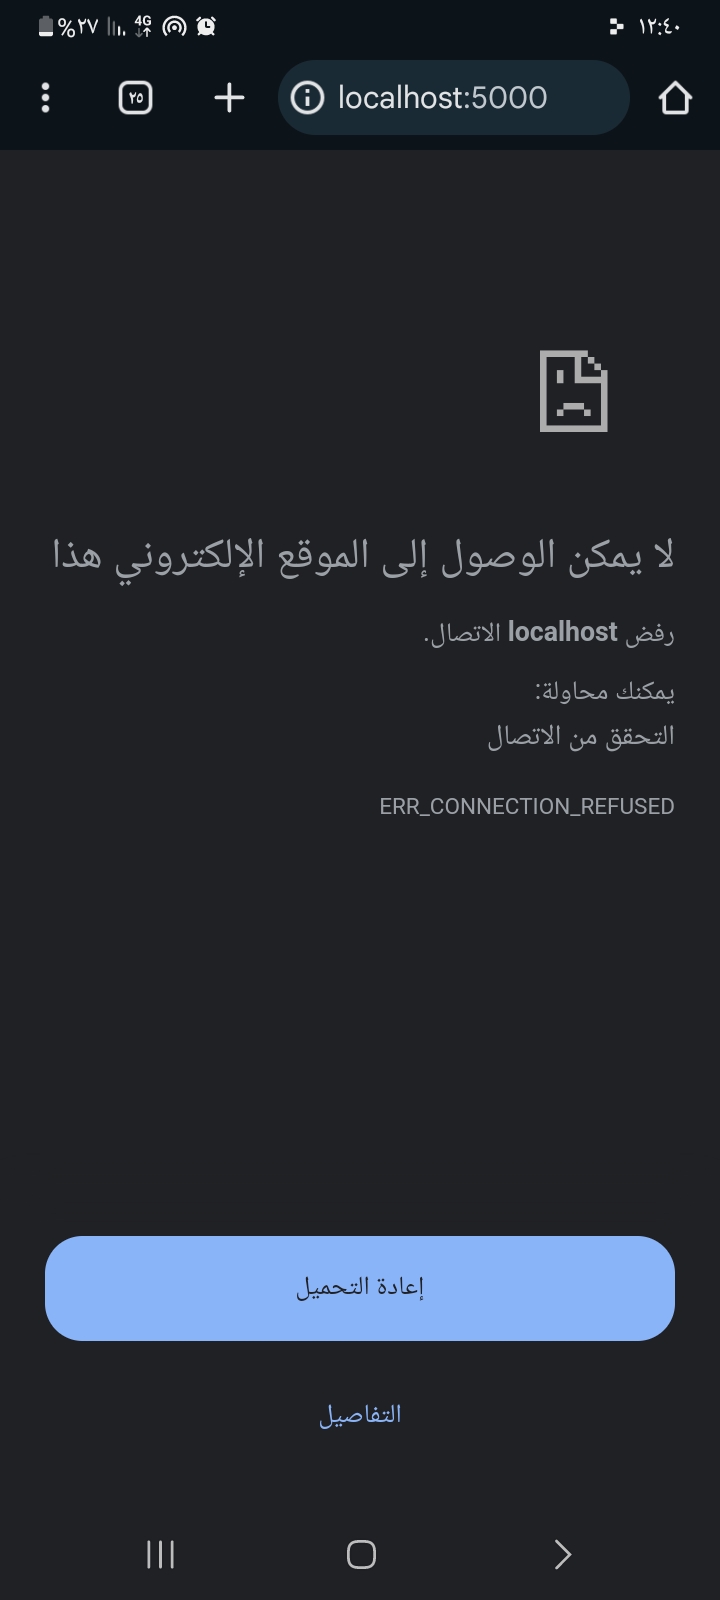 ١٢:٤٠
4G
%٢٧
localhost:5000
٢٥
لا يمكن الوصول إلى الموقع الإلكتروني هذا
رفض localhost الاتصال.
يمكنك محاولة:
التحقق من الاتصال
ERR_CONNECTION_REFUSED
إعادة التحميل
التفاصيل